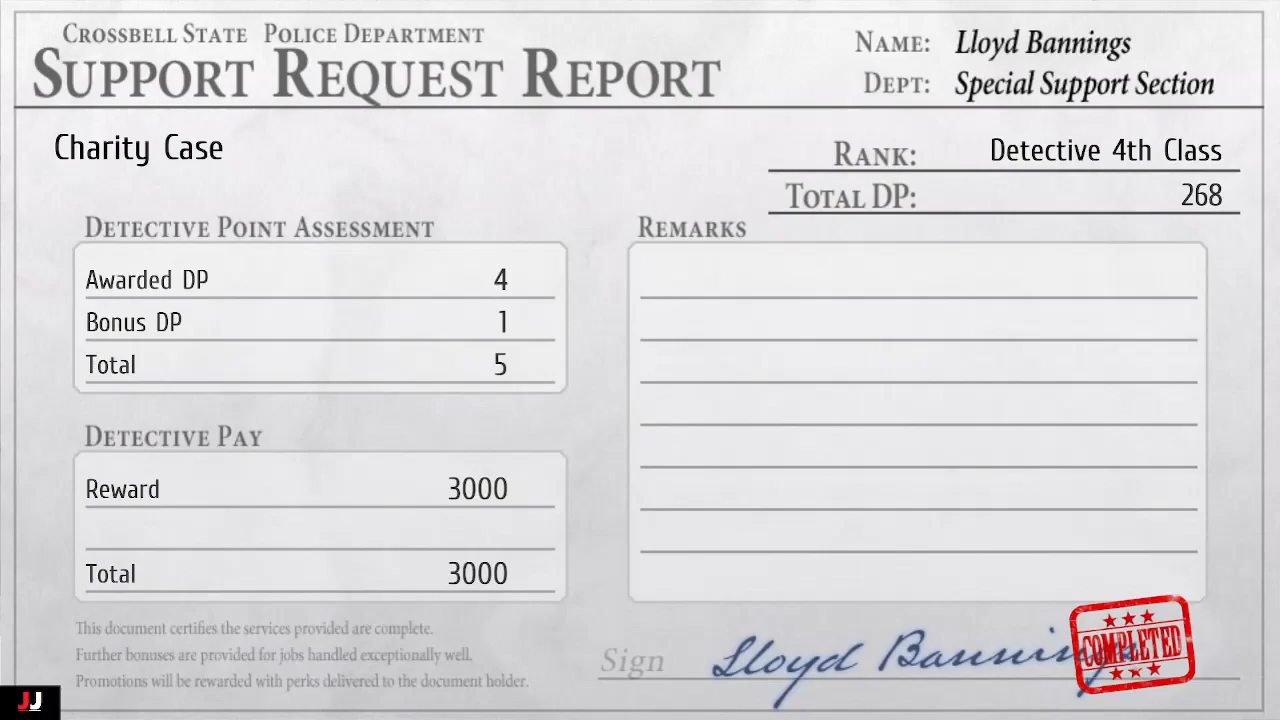 CROSSBELL STATE POLICE DEPARTMENT
SUPPORT REQUEST REPORT
NAME: Lloyd Bannings
DEPT: Special Support Section
Charity Case
RANK: Detective 4th Class
TOTAL DP: 268
DETECTIVE POINT ASSESSMENT
Awarded DP 4
Bonus DP 1
Total 5
DETECTIVE PAY
Reward 3000
Total 3000
REMARKS
This document certifies the services provided are complete.
Further bonuses are provided for jobs handled exceptionally well.
Promotions will be rewarded with perks delivered to the document holder.
Sign Lloyd Bannings
COMPLETED
JJ